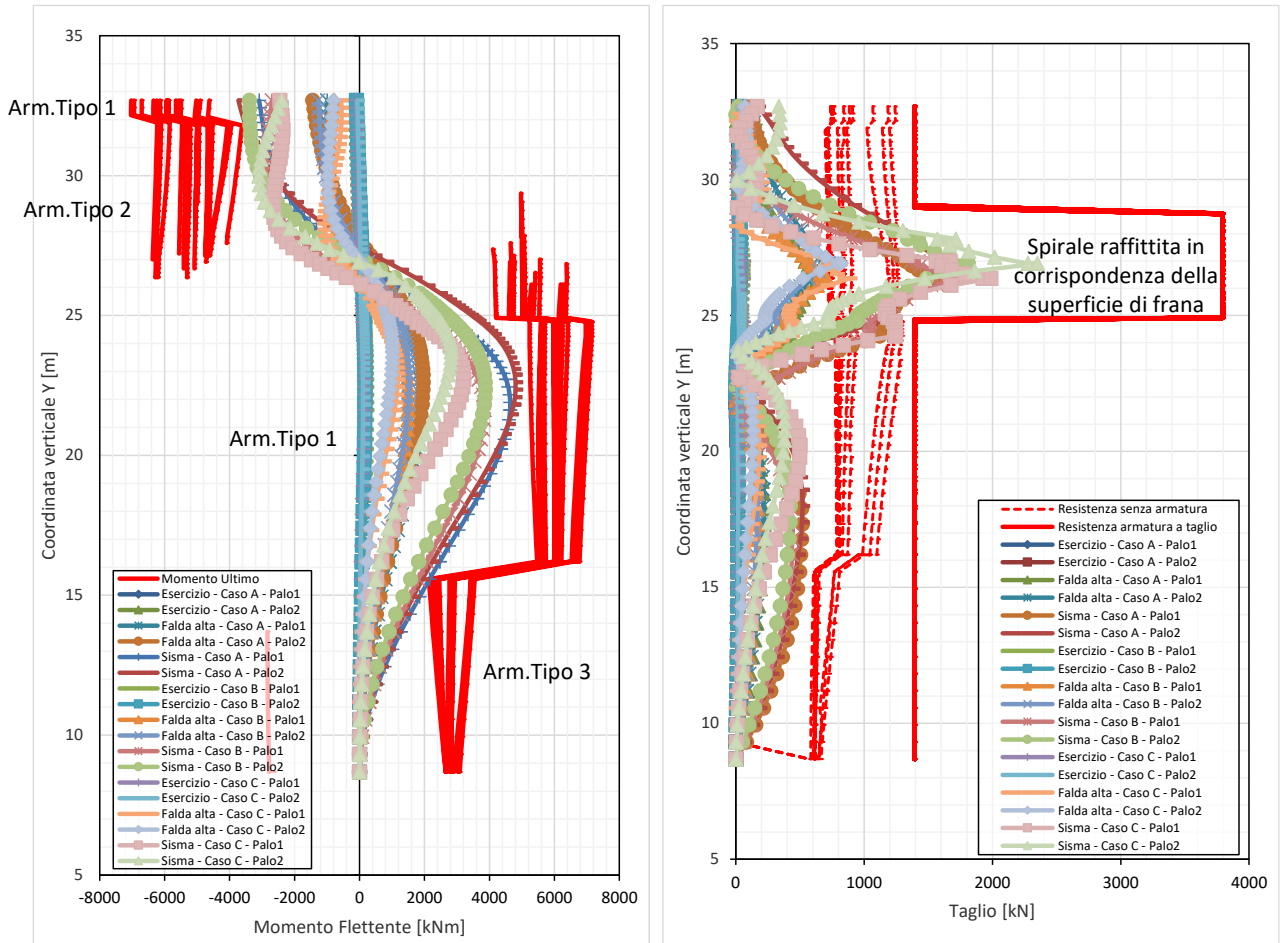 35
30
25
20
15
10
5
-8000 -6000 -4000 -2000 0 2000 4000 6000 8000
Coordinata verticale Y [m]
Momento Flettente [kNm]
Arm.Tipo 1
Arm.Tipo 2
Arm.Tipo 1
Arm.Tipo 3
Momento Ultimo
Esercizio - Caso A - Palo1
Esercizio - Caso A - Palo2
Falda alta - Caso A - Palo1
Falda alta - Caso A - Palo2
Sisma - Caso A - Palo1
Sisma - Caso A - Palo2
Esercizio - Caso B - Palo1
Esercizio - Caso B - Palo2
Falda alta - Caso B - Palo1
Falda alta - Caso B - Palo2
Sisma - Caso B - Palo1
Sisma - Caso B - Palo2
Esercizio - Caso C - Palo1
Esercizio - Caso C - Palo2
Falda alta - Caso C - Palo1
Falda alta - Caso C - Palo2
Sisma - Caso C - Palo1
Sisma - Caso C - Palo2
35
30
25
20
15
10
5
0 1000 2000 3000 4000
Coordinata verticale Y [m]
Taglio [kN]
Spirale raffittita in
corrispondenza della
superficie di frana
Resistenza senza armatura
Resistenza armatura a taglio
Esercizio - Caso A - Palo1
Esercizio - Caso A - Palo2
Falda alta - Caso A - Palo1
Falda alta - Caso A - Palo2
Sisma - Caso A - Palo1
Sisma - Caso A - Palo2
Esercizio - Caso B - Palo1
Esercizio - Caso B - Palo2
Falda alta - Caso B - Palo1
Falda alta - Caso B - Palo2
Sisma - Caso B - Palo1
Sisma - Caso B - Palo2
Esercizio - Caso C - Palo1
Esercizio - Caso C - Palo2
Falda alta - Caso C - Palo1
Falda alta - Caso C - Palo2
Sisma - Caso C - Palo1
Sisma - Caso C - Palo2